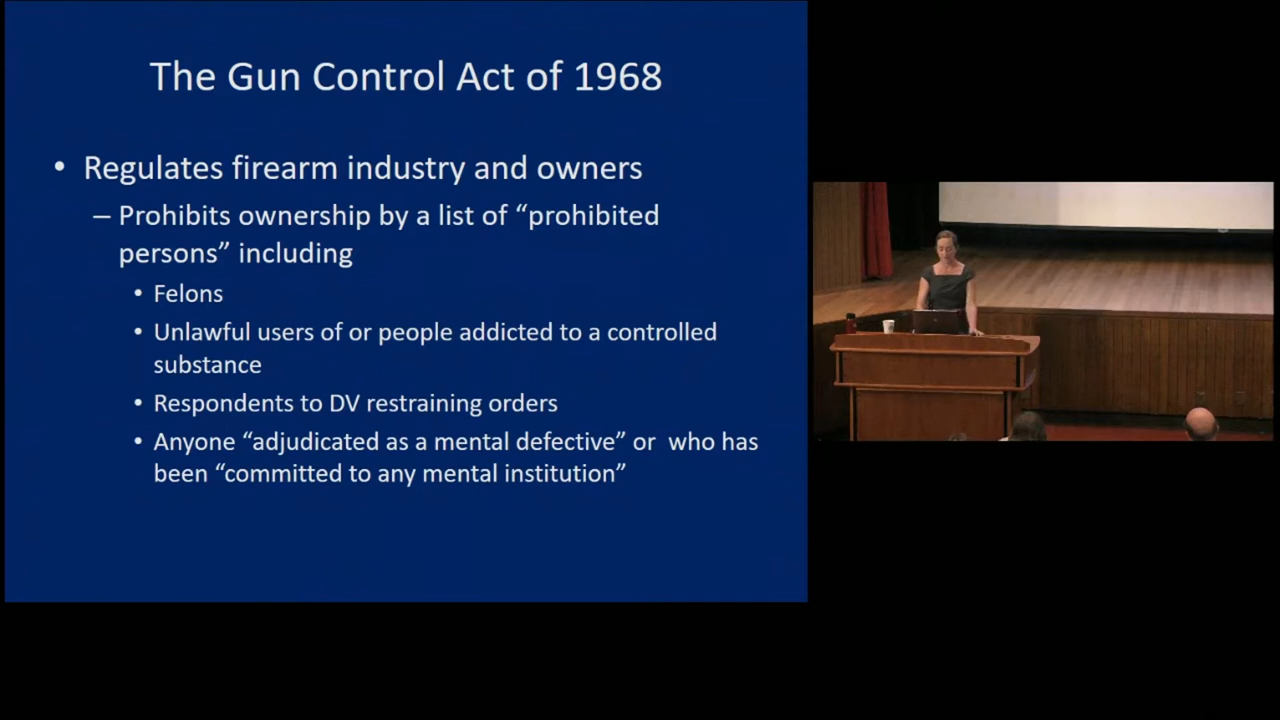 The Gun Control Act of 1968
• Regulates firearm industry and owners
– Prohibits ownership by a list of “prohibited
persons” including
• Felons
• Unlawful users of or people addicted to a controlled
substance
• Respondents to DV restraining orders
• Anyone “adjudicated as a mental defective” or who has
been “committed to any mental institution”